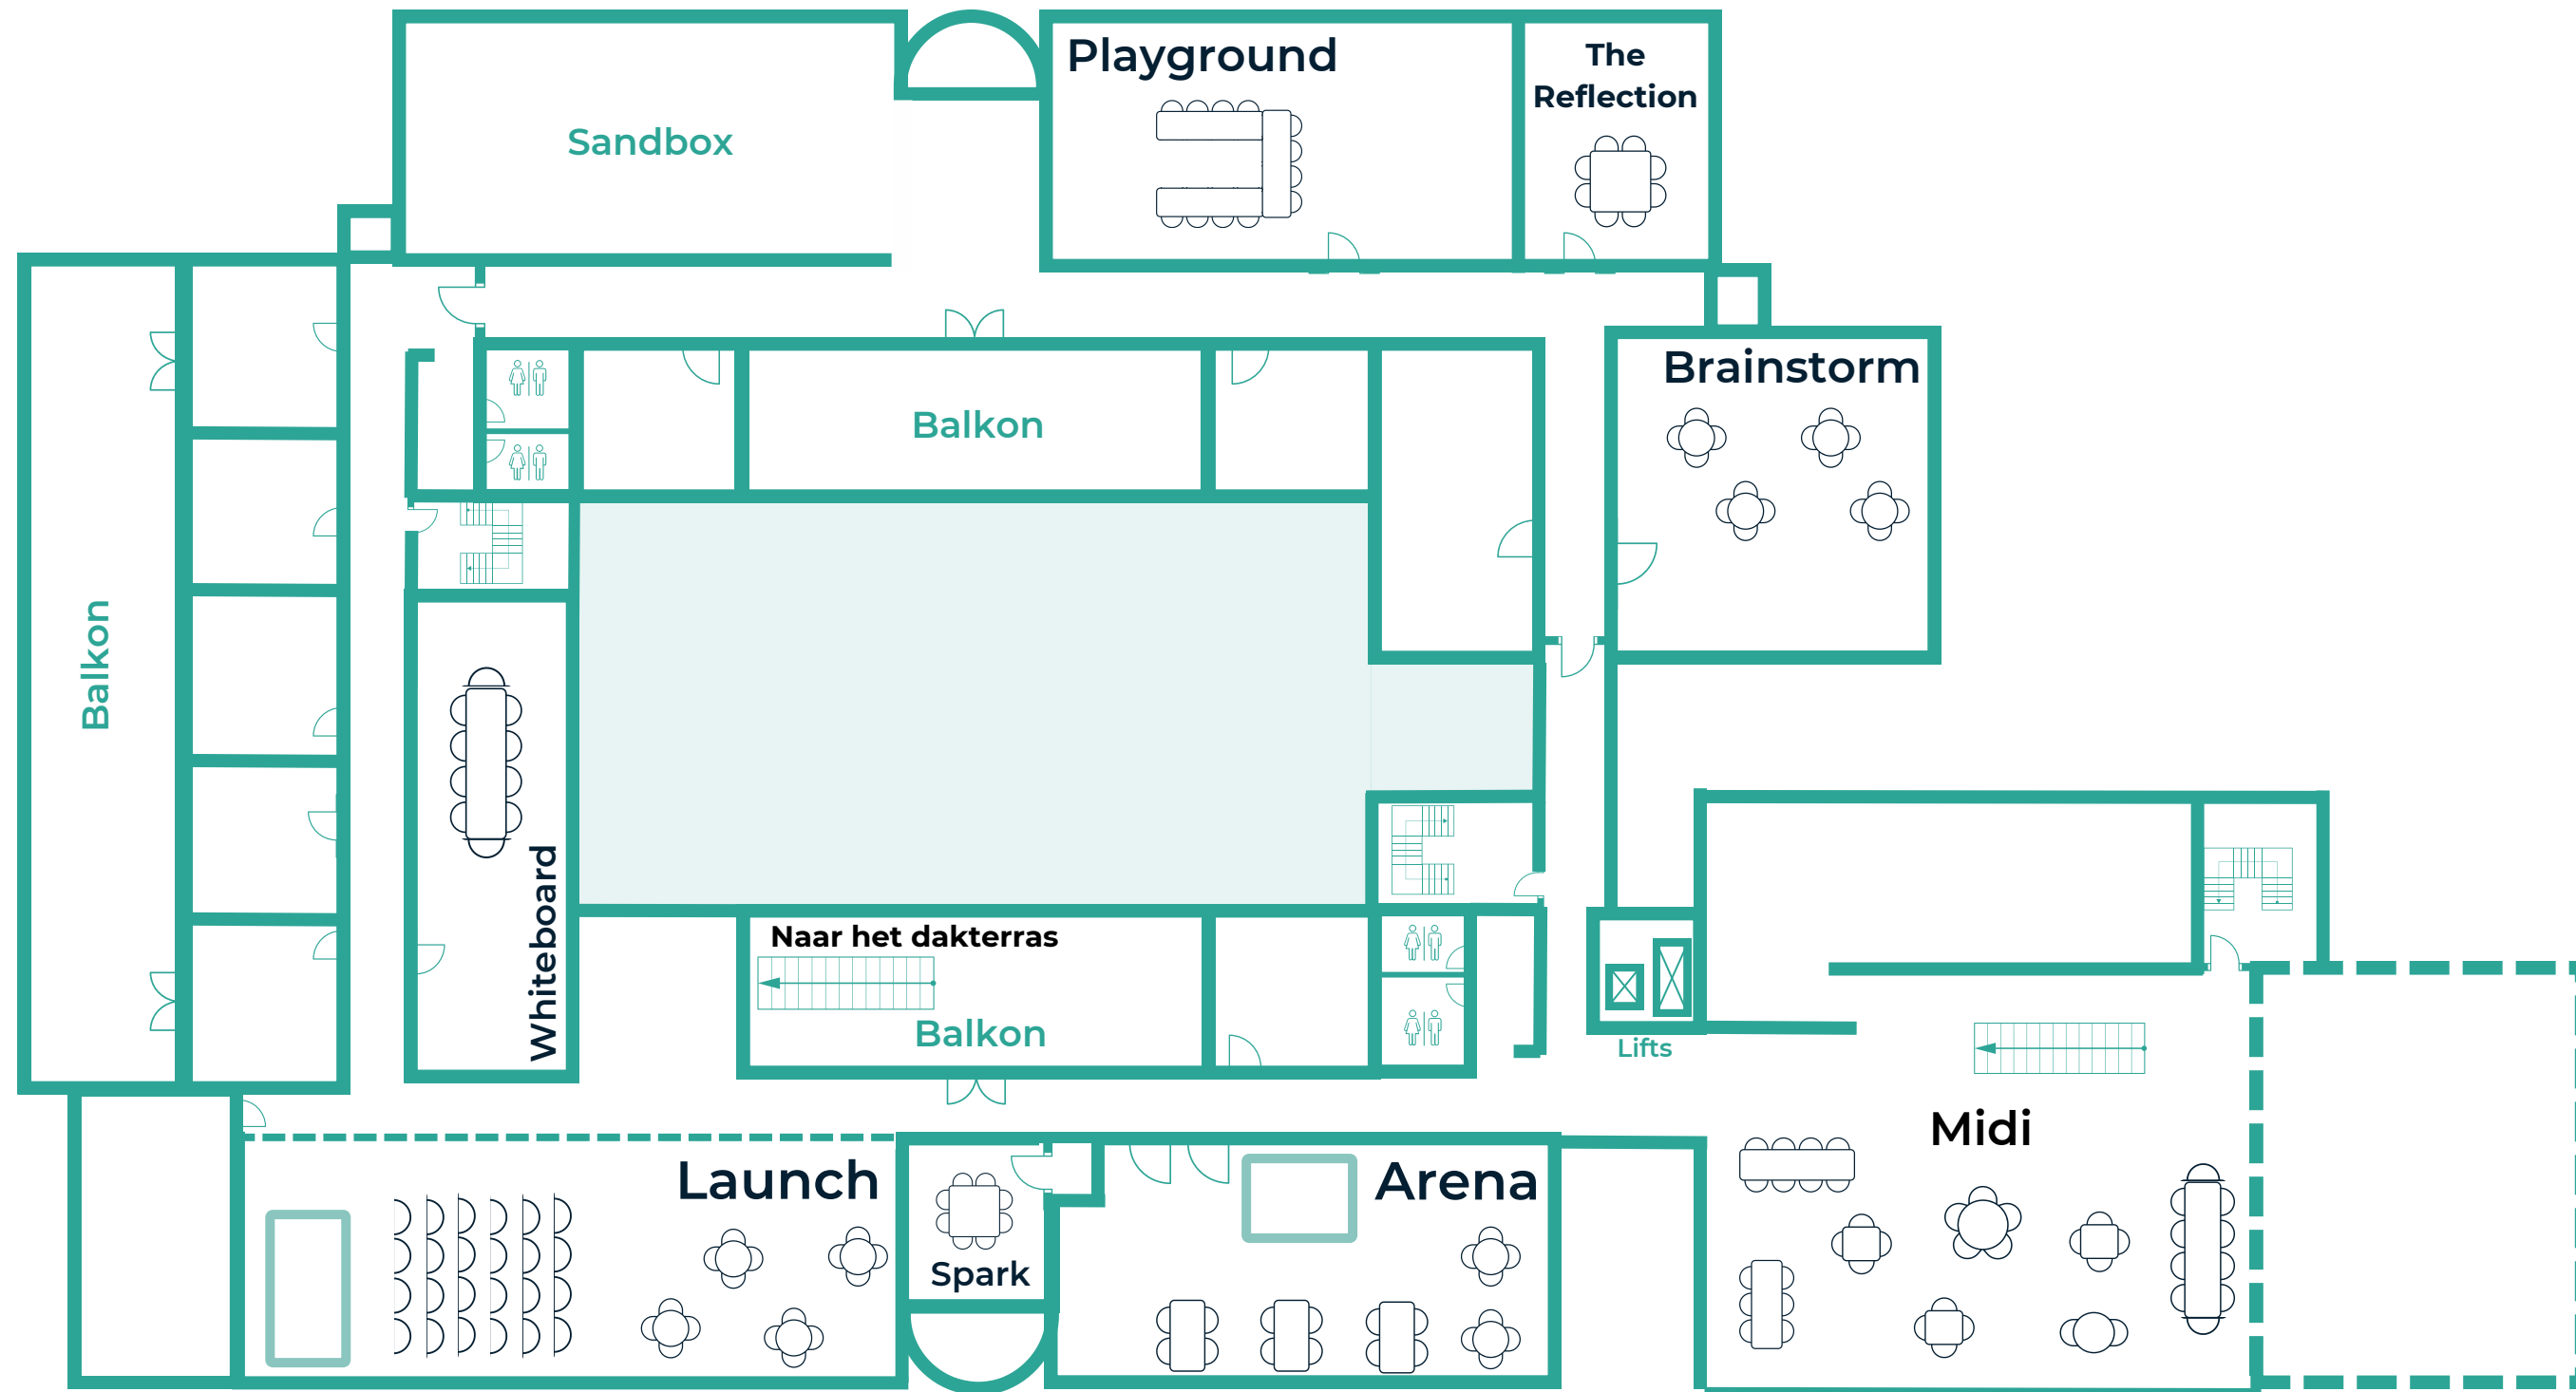 Playground
The
Reflection
Sandbox
Brainstorm
Balkon
Balkon
Whiteboard
Naar het dakterras
Balkon
Lifts
Midi
Launch
Arena
Spark